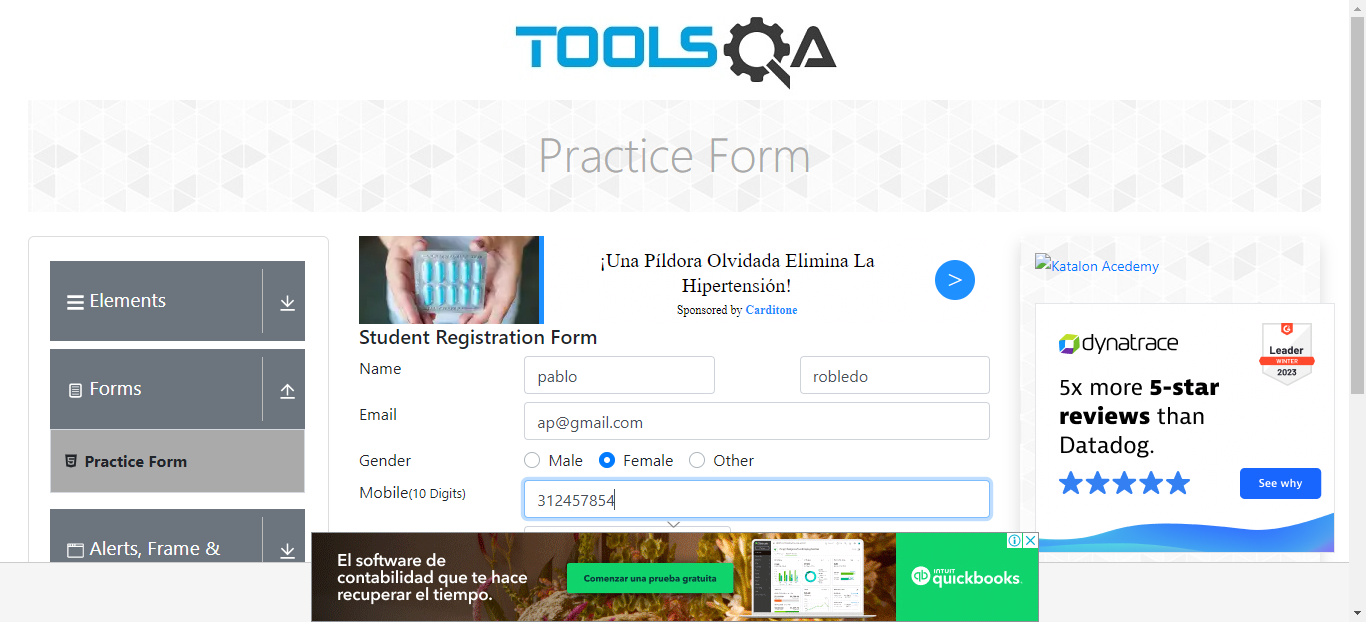 TOOLSQA
Practice Form
Elements
Forms
Practice Form
Alerts, Frame &
¡Una Píldora Olvidada Elimina La
Hipertensión!
Sponsored by Carditone
>
Student Registration Form
Name
pablo
robledo
Email
ap@gmail.com
Gender
Male
Female
Other
Mobile(10 Digits)
312457854
El software de
contabilidad que te hace
recuperar el tiempo.
Comenzar una prueba gratuita
INTUIT
quickbooks.
Katalon Acedemy
dynatrace
G
Leader
WINTER
2023
5x more 5-star
reviews than
Datadog.
See why